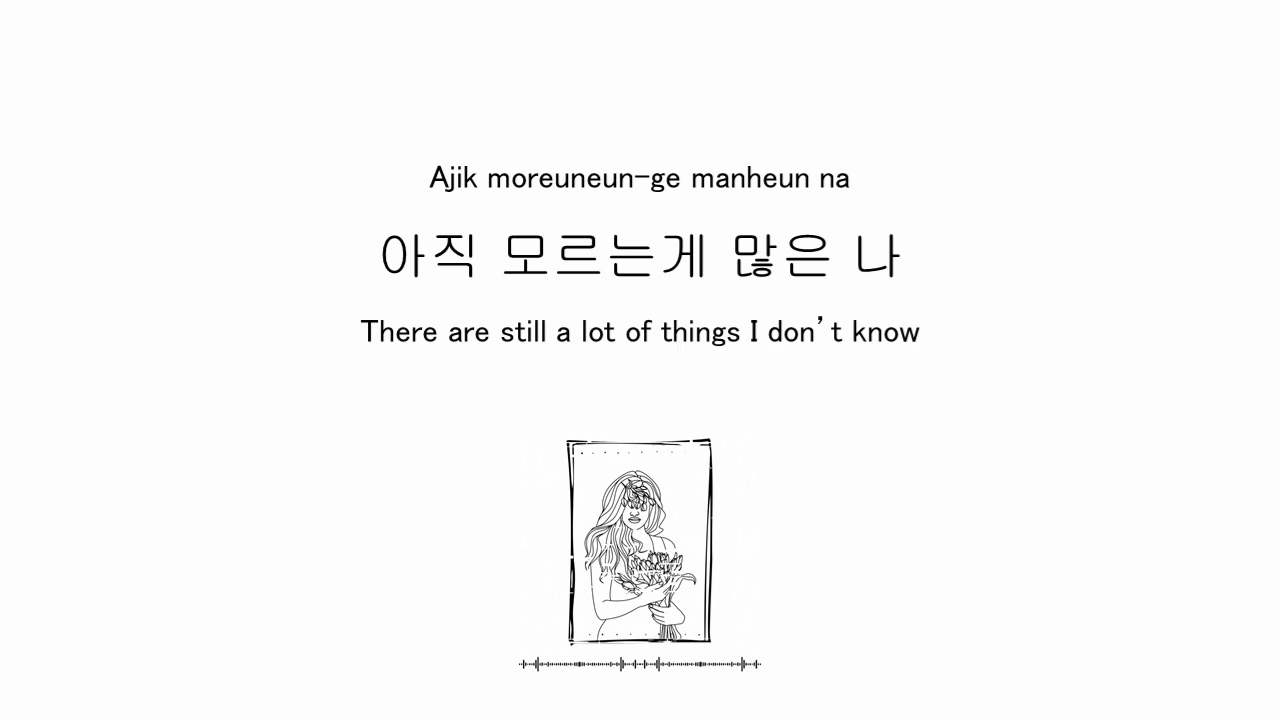 Ajik moreuneun-ge manheun na
아직 모르는게 많은 나
There are still a lot of things I don’t know